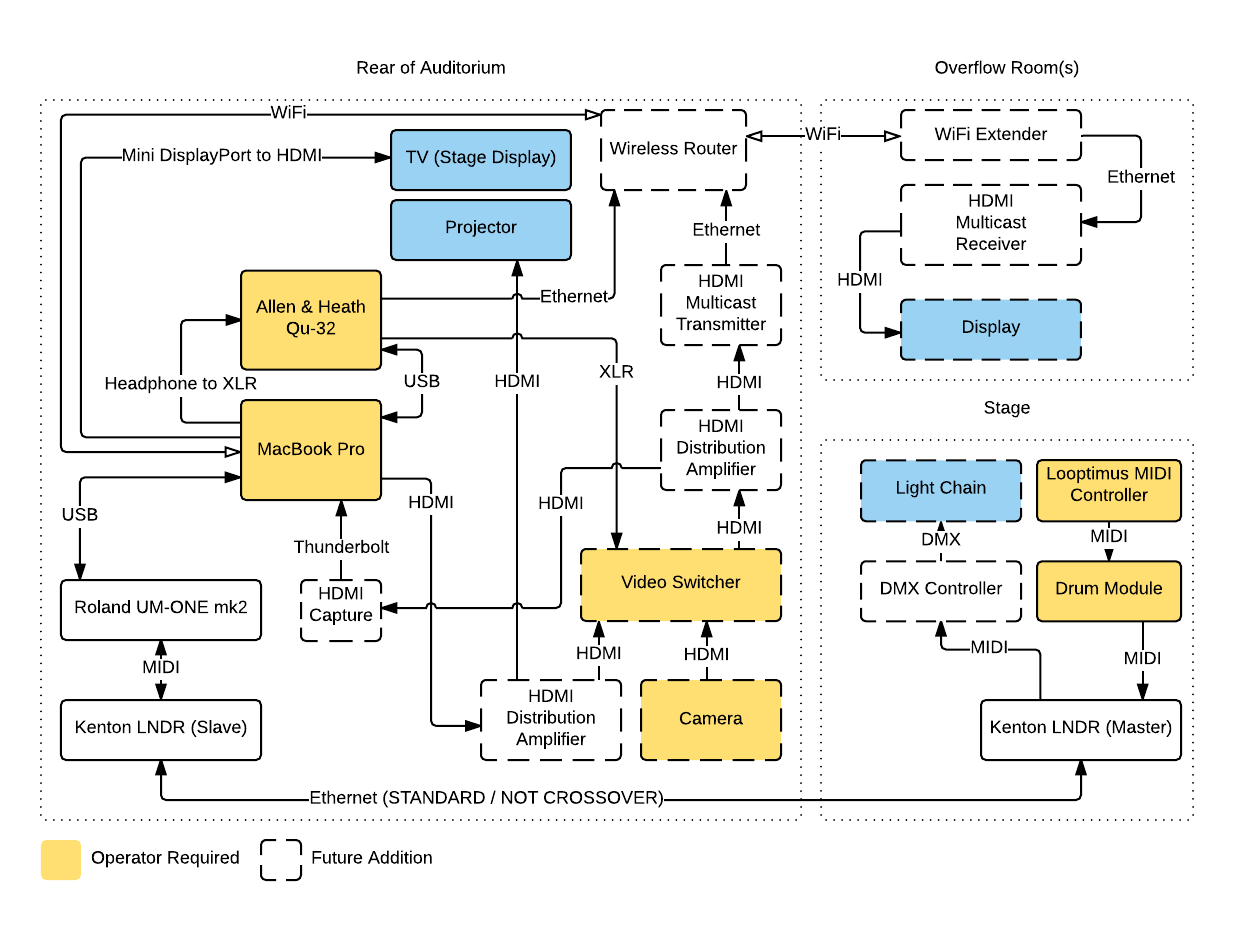 Rear of Auditorium
Overflow Room(s)
WiFi
Wireless Router
WiFi
WiFi Extender
Mini DisplayPort to HDMI
TV (Stage Display)
Ethernet
Projector
Ethernet
HDMI
Multicast
Receiver
HDMI
Allen & Heath
Qu-32
Ethernet
HDMI
Multicast
Transmitter
Display
Headphone to XLR
USB
HDMI
XLR
HDMI
Stage
MacBook Pro
HDMI
Distribution
Amplifier
USB
HDMI
HDMI
HDMI
Light Chain
Looptimus MIDI
Controller
Thunderbolt
DMX
MIDI
Roland UM-ONE mk2
HDMI
Capture
Video Switcher
DMX Controller
Drum Module
MIDI
HDMI
HDMI
MIDI
MIDI
Kenton LNDR (Slave)
HDMI
Distribution
Amplifier
Camera
Kenton LNDR (Master)
Ethernet (STANDARD / NOT CROSSOVER)
Operator Required
Future Addition